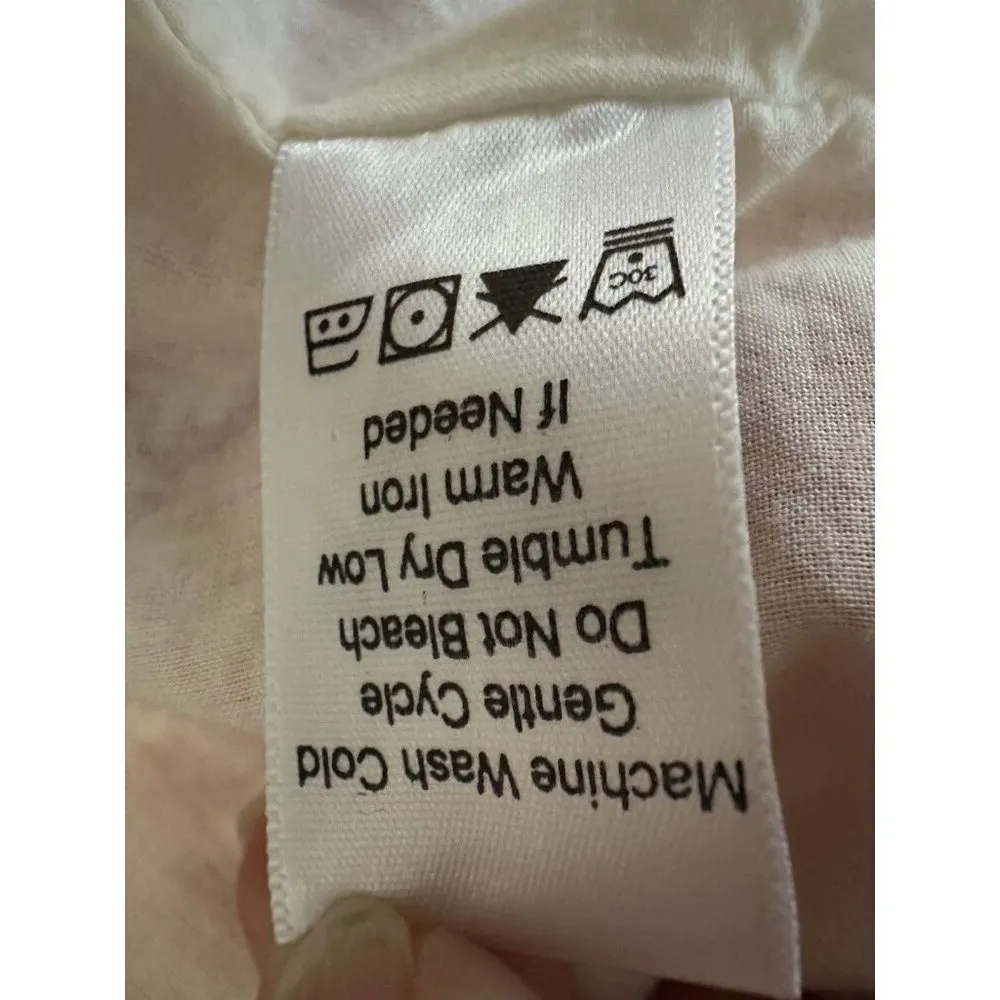 Machine Wash Cold
Gentle Cycle
Do Not Bleach
Tumble Dry Low
Warm Iron
If Needed
30C